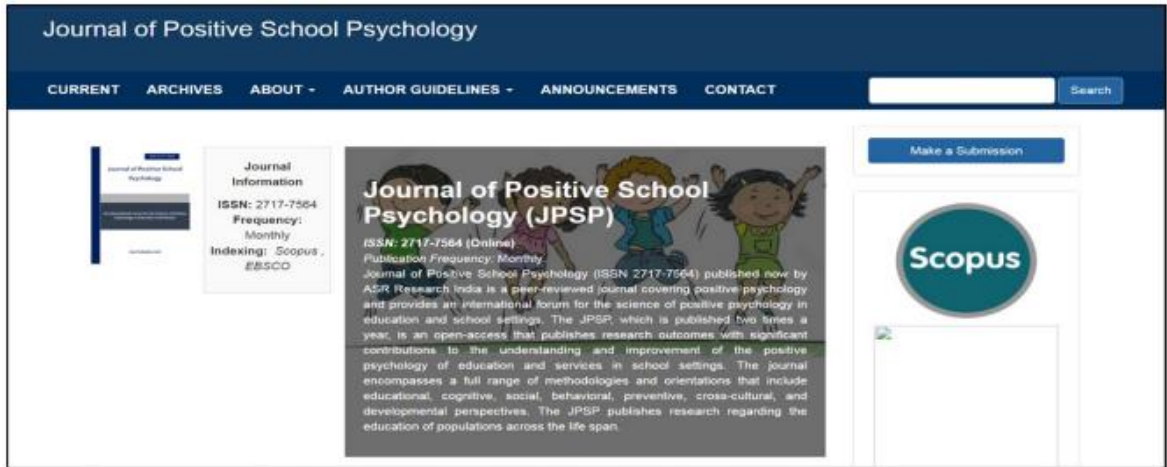 Journal of Positive School Psychology
CURRENT ARCHIVES ABOUT AUTHOR GUIDELINES ANNOUNCEMENTS CONTACT Search
Journal of Positive School
Psychology
Journal
Information
ISSN: 2717-7564
Frequency:
Monthly
Indexing: Scopus ,
EBSCO
Journal of Positive School
Psychology (JPSP)
ISSN: 2717-7564 (Online)
Publication Frequency: Monthly
Journal of Positive School Psychology (ISSN 2717-7564) published now by
ASR Research India is a peer-reviewed journal covering positive psychology
and provides an international forum for the science of positive psychology in
education and school settings. The JPSP, which is published two times a
year, is an open-access that publishes research outcomes with significant
contributions to the understanding and improvement of the positive
psychology of education and services in school settings. The journal
encompasses a full range of methodologies and orientations that include
educational, cognitive, social, behavioral, preventive, cross-cultural, and
developmental perspectives. The JPSP publishes research regarding the
education of populations across the life span.
Make a Submission
Scopus